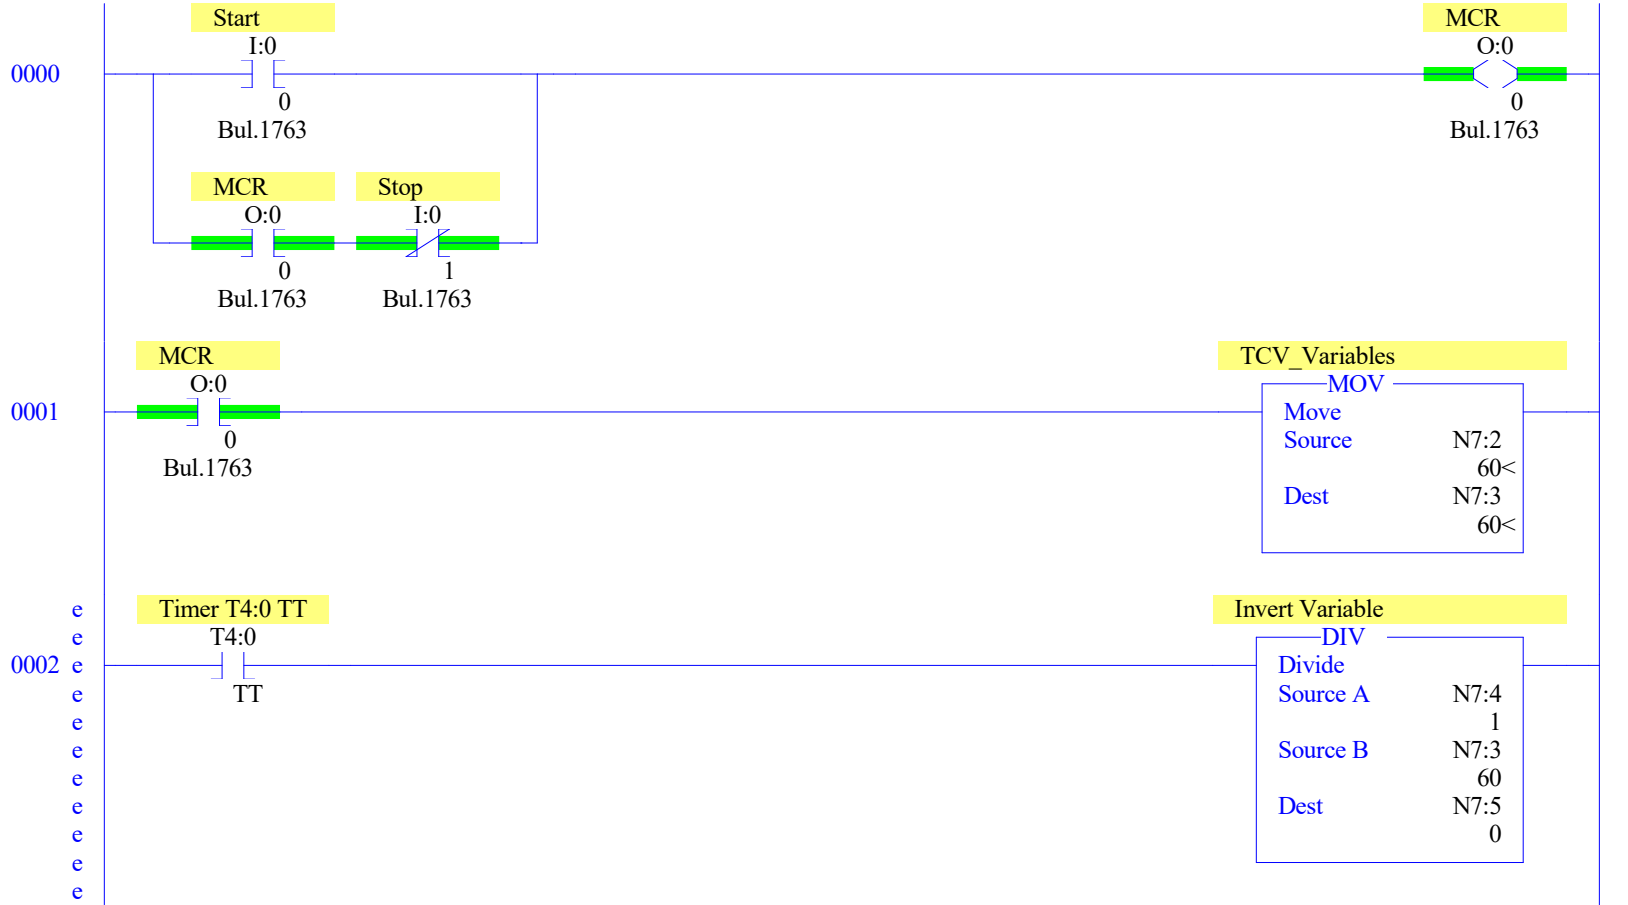 Start
MCR
I:0
O:0
0000
0
0
Bul.1763
Bul.1763
MCR
Stop
O:0
I:0
0
1
Bul.1763
Bul.1763
MCR
TCV_Variables
O:0
MOV
0001
Move
0
Source N7:2
Bul.1763
60<
Dest N7:3
60<
e
Timer T4:0 TT
Invert Variable
e
T4:0
DIV
0002 e
Divide
e
TT
Source A N7:4
e
1
e
Source B N7:3
e
60
e
Dest N7:5
e
0
e
e